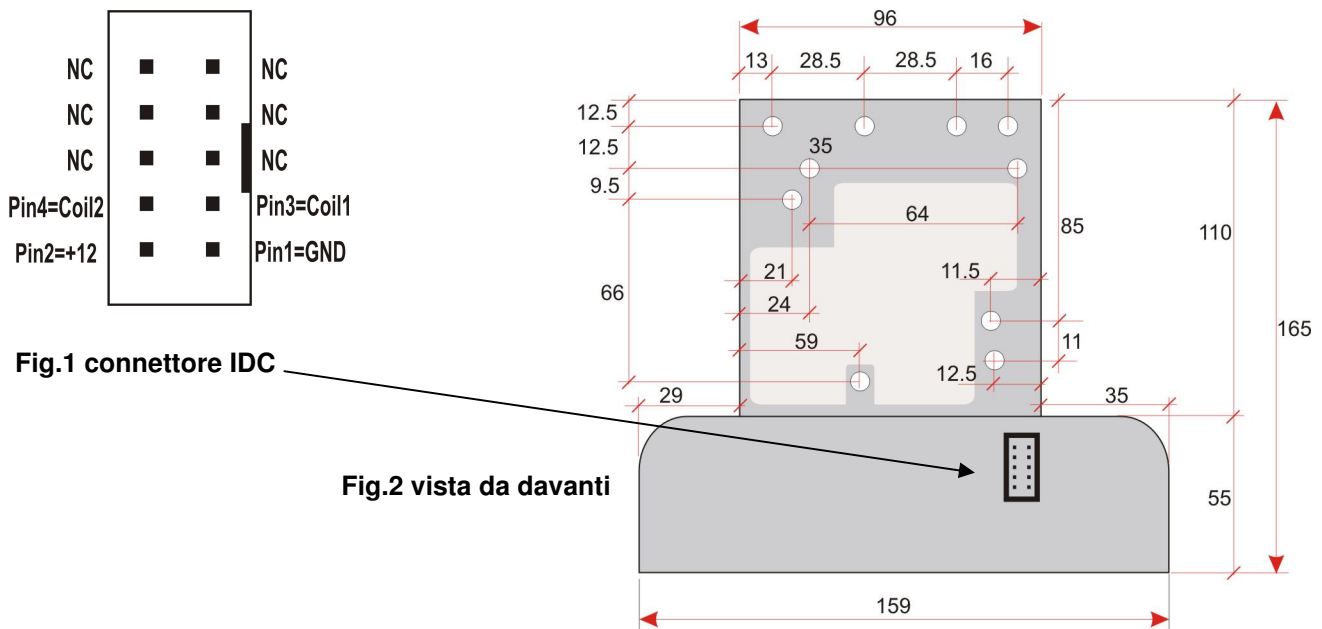 NC NC
NC NC
NC NC
Pin4=Coil2 Pin3=Coil1
Pin2=+12 Pin1=GND
Fig.1 connettore IDC
96
13 28.5 28.5 16
12.5
12.5
35
9.5
64
85
110
21
11.5
66
24
165
59
11
12.5
29
35
Fig.2 vista da davanti
55
159